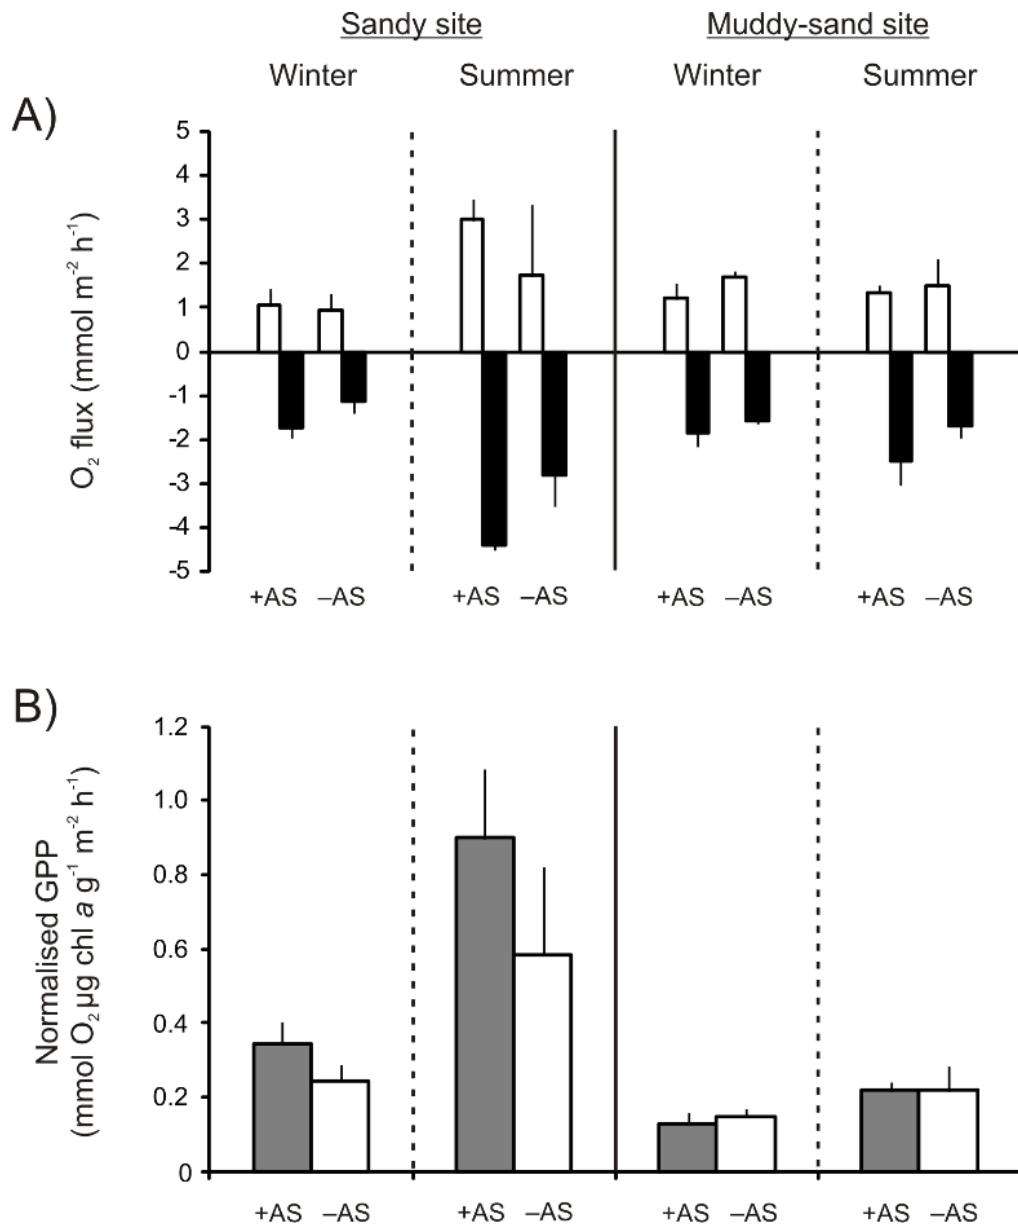 Sandy site Muddy-sand site
Winter Summer Winter Summer
A)
5
4
3
2
1
0
-1
-2
-3
-4
-5
O₂ flux (mmol m⁻² h⁻¹)
+AS –AS +AS –AS +AS –AS +AS –AS
B)
1.2
1.0
0.8
0.6
0.4
0.2
0
Normalised GPP
(mmol O₂ µg chl a g⁻¹ m⁻² h⁻¹)
+AS –AS +AS –AS +AS –AS +AS –AS